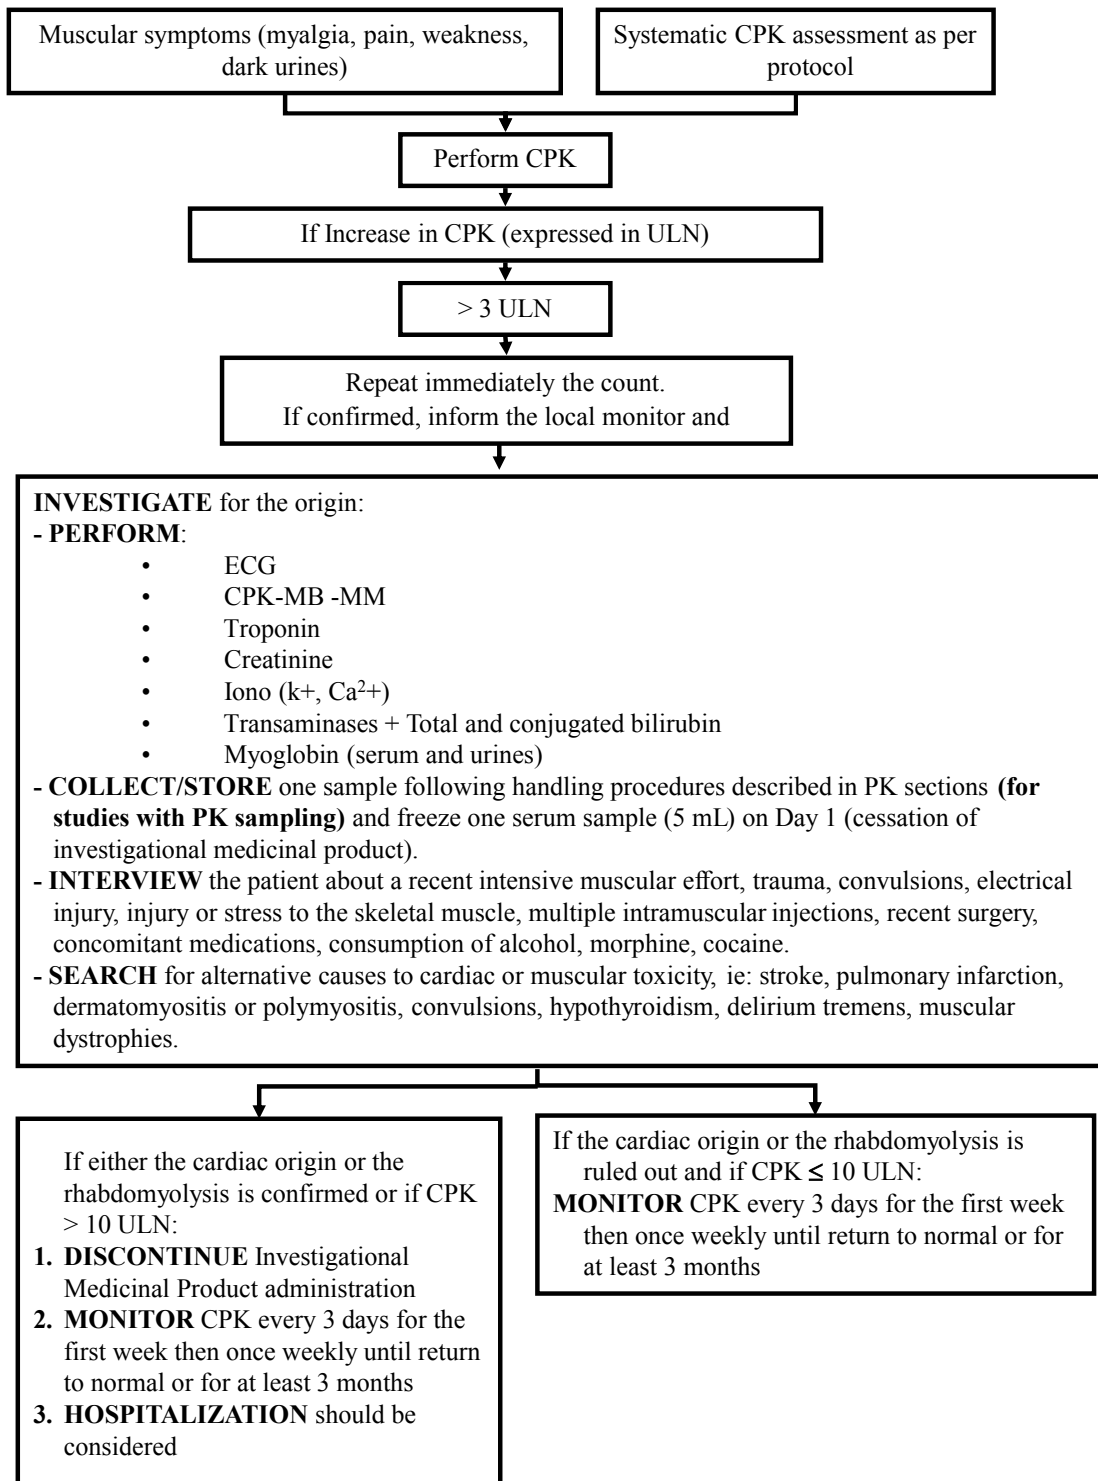 Muscular symptoms (myalgia, pain, weakness,
dark urines)
Systematic CPK assessment as per
protocol
Perform CPK
If Increase in CPK (expressed in ULN)
> 3 ULN
Repeat immediately the count.
If confirmed, inform the local monitor and
INVESTIGATE for the origin:
- PERFORM:
• ECG
• CPK-MB -MM
• Troponin
• Creatinine
• Iono (k+, Ca²+)
• Transaminases + Total and conjugated bilirubin
• Myoglobin (serum and urines)
- COLLECT/STORE one sample following handling procedures described in PK sections (for
studies with PK sampling) and freeze one serum sample (5 mL) on Day 1 (cessation of
investigational medicinal product).
- INTERVIEW the patient about a recent intensive muscular effort, trauma, convulsions, electrical
injury, injury or stress to the skeletal muscle, multiple intramuscular injections, recent surgery,
concomitant medications, consumption of alcohol, morphine, cocaine.
- SEARCH for alternative causes to cardiac or muscular toxicity, ie: stroke, pulmonary infarction,
dermatomyositis or polymyositis, convulsions, hypothyroidism, delirium tremens, muscular
dystrophies.
If either the cardiac origin or the
rhabdomyolysis is confirmed or if CPK
> 10 ULN:
1. DISCONTINUE Investigational
Medicinal Product administration
2. MONITOR CPK every 3 days for the
first week then once weekly until return
to normal or for at least 3 months
3. HOSPITALIZATION should be
considered
If the cardiac origin or the rhabdomyolysis is
ruled out and if CPK ≤ 10 ULN:
MONITOR CPK every 3 days for the first week
then once weekly until return to normal or for
at least 3 months